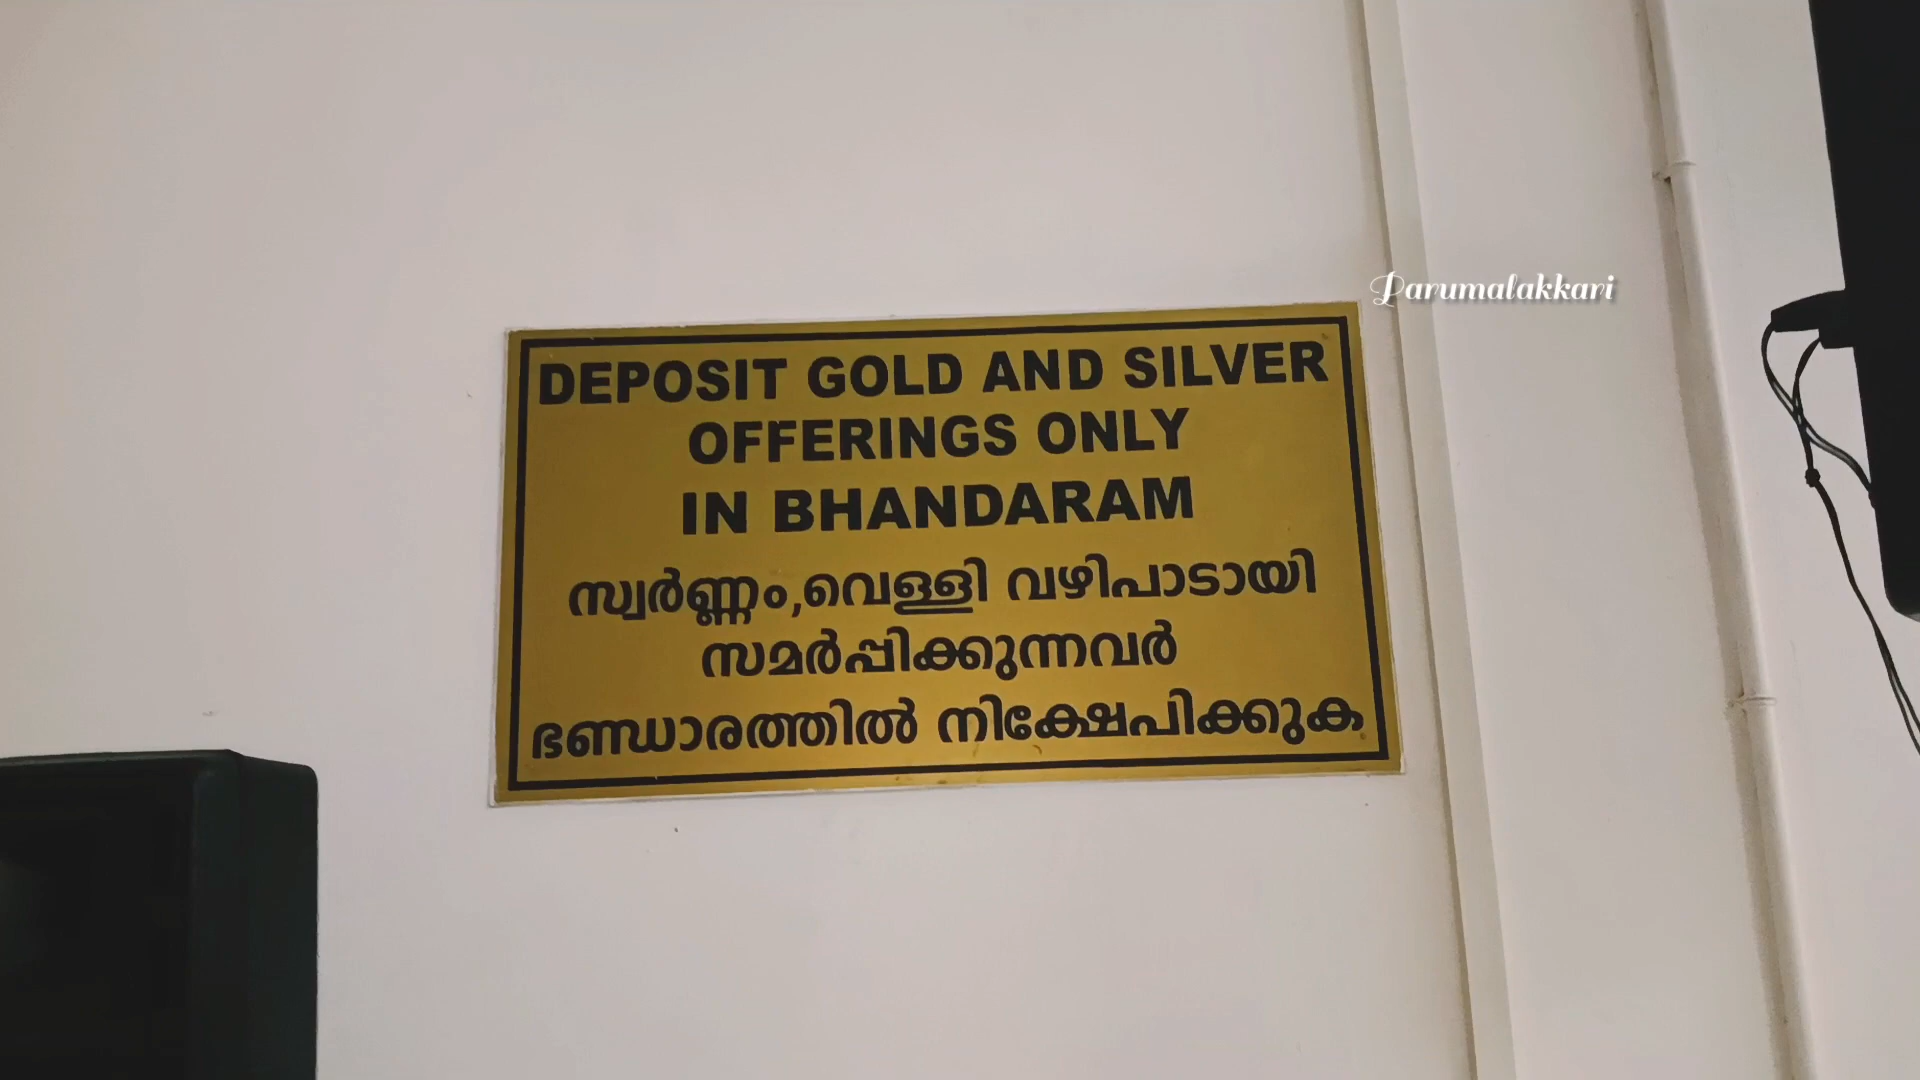 Parumalakkari
DEPOSIT GOLD AND SILVER
OFFERINGS ONLY
IN BHANDARAM
സ്വർണ്ണം,വെള്ളി വഴിപാടായി
സമർപ്പിക്കുന്നവർ
ഭണ്ഡാരത്തിൽ നിക്ഷേപിക്കുക